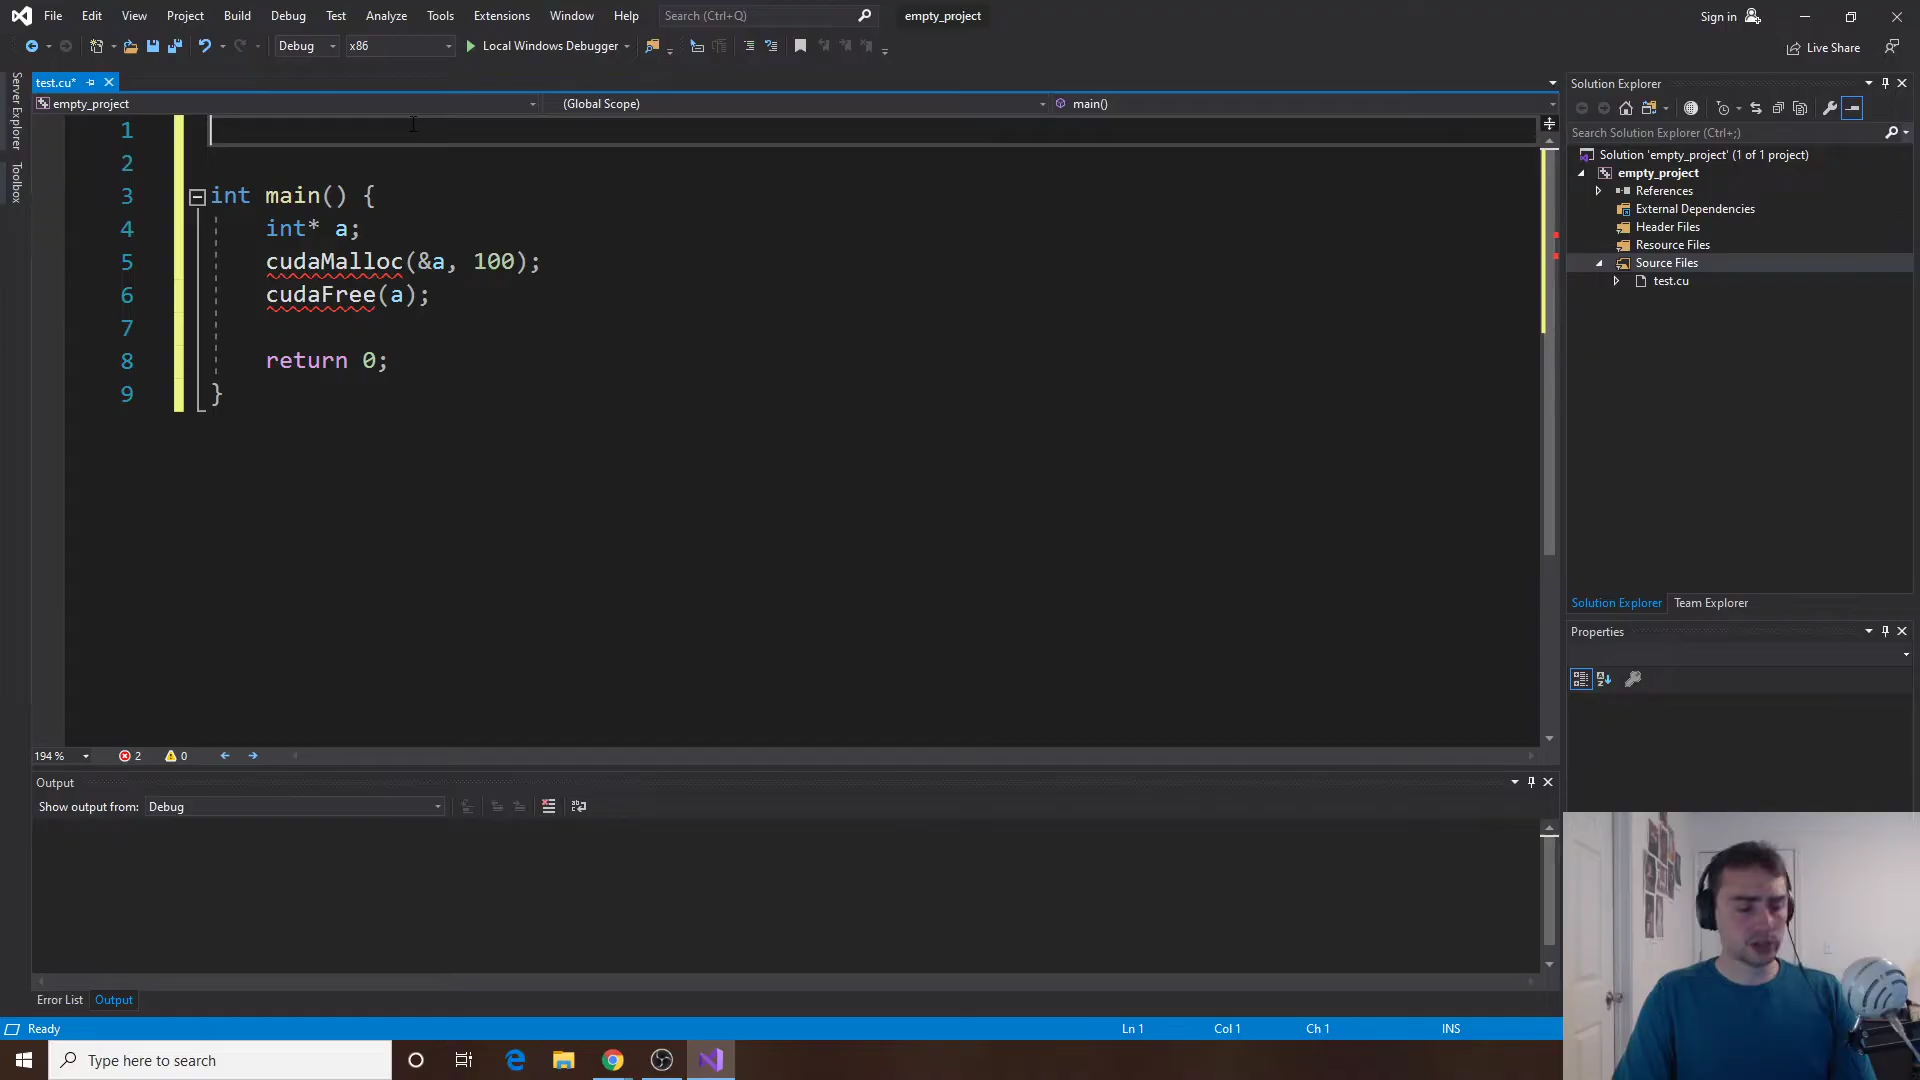 File Edit View Project Build Debug Test Analyze Tools Extensions Window Help Search (Ctrl+Q) empty_project Sign in
Debug x86 Local Windows Debugger Live Share
Server Explorer
Toolbox
test.cu*
empty_project (Global Scope) main()
1
2
3 int main() {
4 int* a;
5 cudaMalloc(&a, 100);
6 cudaFree(a);
7
8 return 0;
9 }
194 % 2 0
Solution Explorer
Search Solution Explorer (Ctrl+;)
Solution 'empty_project' (1 of 1 project)
empty_project
References
External Dependencies
Header Files
Resource Files
Source Files
test.cu
Solution Explorer Team Explorer
Properties
Output
Show output from: Debug
Error List Output
Ready Ln 1 Col 1 Ch 1 INS
Type here to search